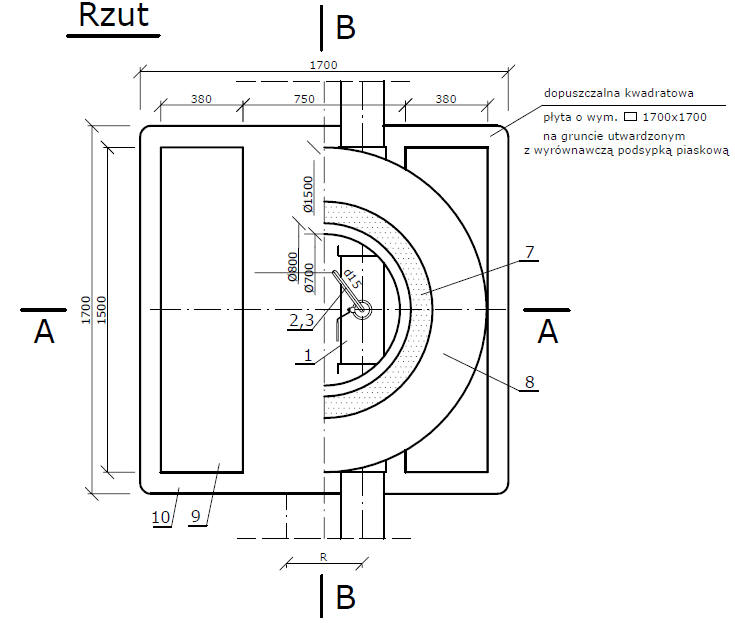 Rzut
B
1700
dopuszczalna kwadratowa
380
750
380
płyta o wym. 1700x1700
na gruncie utwardzonym
z wyrównawczą podsypką piaskową
Ø1500
Ø800
Ø700
d15
7
1700
1500
A
2,3
A
1
8
10
9
R
B